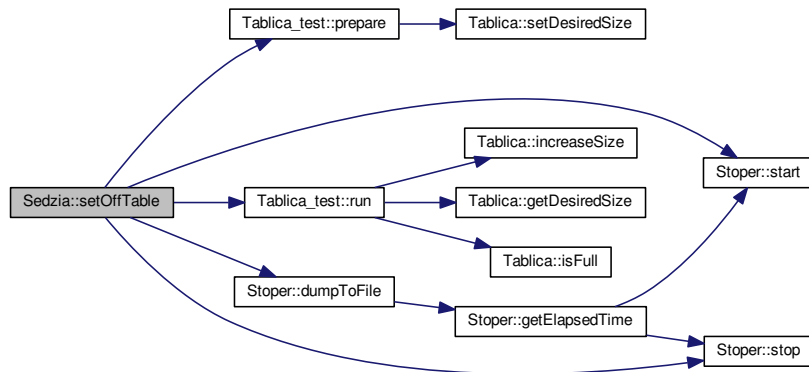 Tablica_test::prepare
Tablica::setDesiredSize
Tablica::increaseSize
Stoper::start
Sedzia::setOffTable
Tablica_test::run
Tablica::getDesiredSize
Tablica::isFull
Stoper::dumpToFile
Stoper::getElapsedTime
Stoper::stop